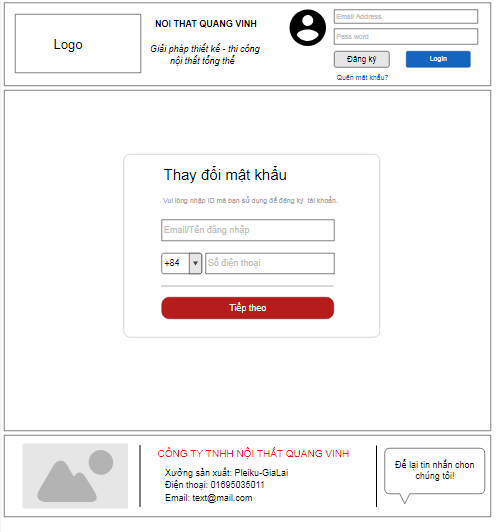 Logo
NOI THAT QUANG VINH
Giải pháp thiết kế - thi công
nội thất tổng thể
Email Address
Pass word
Đăng ký
Login
Quên mật khẩu?
Thay đổi mật khẩu
Vui lòng nhập ID mà bạn sử dụng để đăng ký tài khoản.
Email/Tên đăng nhập
+84
Số điện thoại
Tiếp theo
CÔNG TY TNHH NỘI THẤT QUANG VINH
Xưởng sản xuất: Pleiku-GiaLai
Điện thoại: 01695035011
Email: text@mail.com
Để lại tin nhắn chon
chúng tôi!